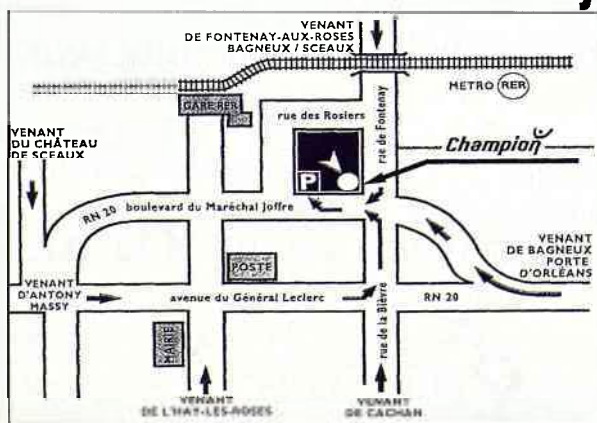 VENANT
DE FONTENAY-AUX-ROSES
BAGNEUX / SCEAUX
METRO RER
GARE RER
rue des Rosiers
rue de Fontenay
VENANT
DU CHÂTEAU
DE SCEAUX
Champion
P
RN 20 boulevard du Maréchal Joffre
VENANT
DE BAGNEUX
PORTE
D'ORLÉANS
POSTE
VENANT
D'ANTONY
MASSY
avenue du Général Leclerc
RN 20
rue de la Bièvre
MAIRIE
VENANT
DE L'HAY-LES-ROSES
VENANT
DE CACHAN